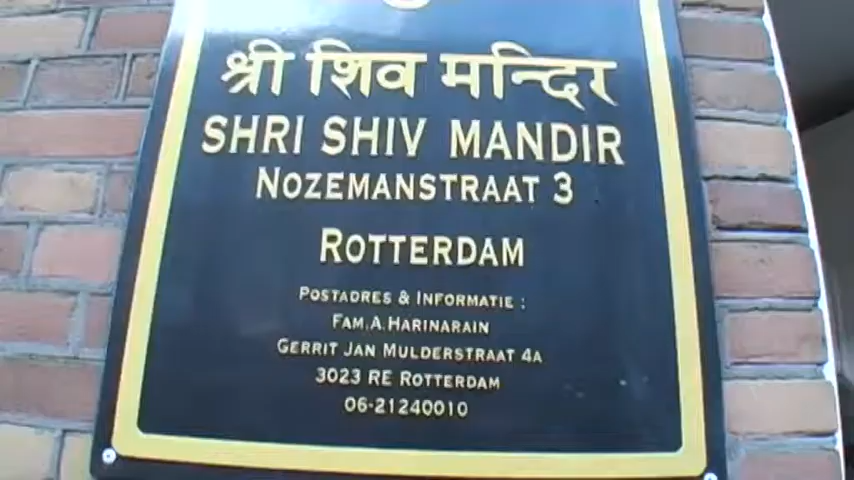 श्री शिव मान्दिर
SHRI SHIV MANDIR
NOZEMANSTRAAT 3
ROTTERDAM
POSTADRES & INFORMATIE :
FAM.A.HARINARAIN
GERRIT JAN MULDERSTRAAT 4A
3023 RE ROTTERDAM
06-21240010